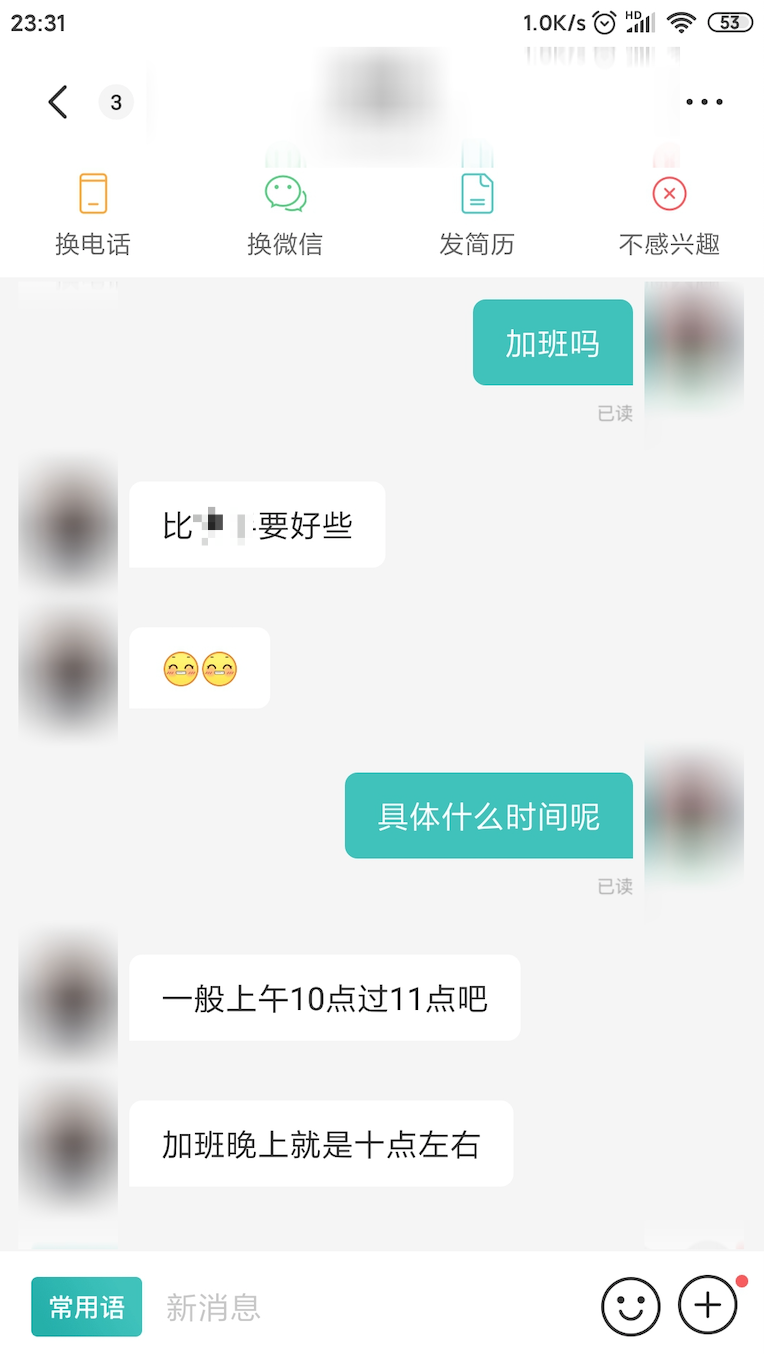 23:31
1.0K/s
HD
53
3
换电话
换微信
发简历
不感兴趣
加班吗
已读
比 要好些
具体什么时间呢
已读
一般上午10点过11点吧
加班晚上就是十点左右
常用语
新消息